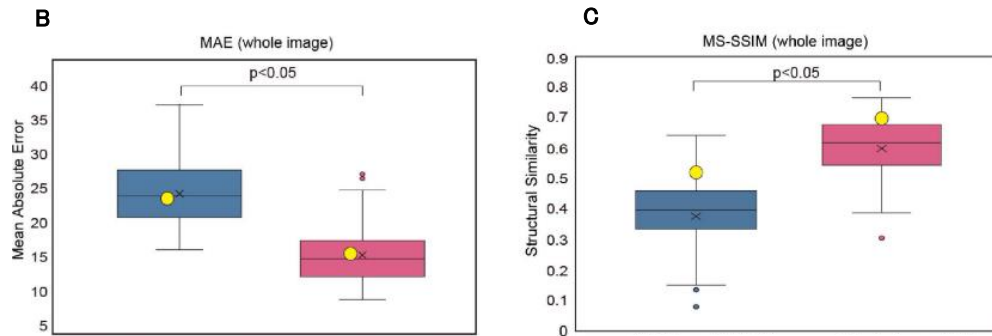 B
MAE (whole image)
p<0.05
40
35
30
25
20
15
10
5
Mean Absolute Error
C
MS-SSIM (whole image)
p<0.05
0.9
0.8
0.7
0.6
0.5
0.4
0.3
0.2
0.1
0
Structural Similarity